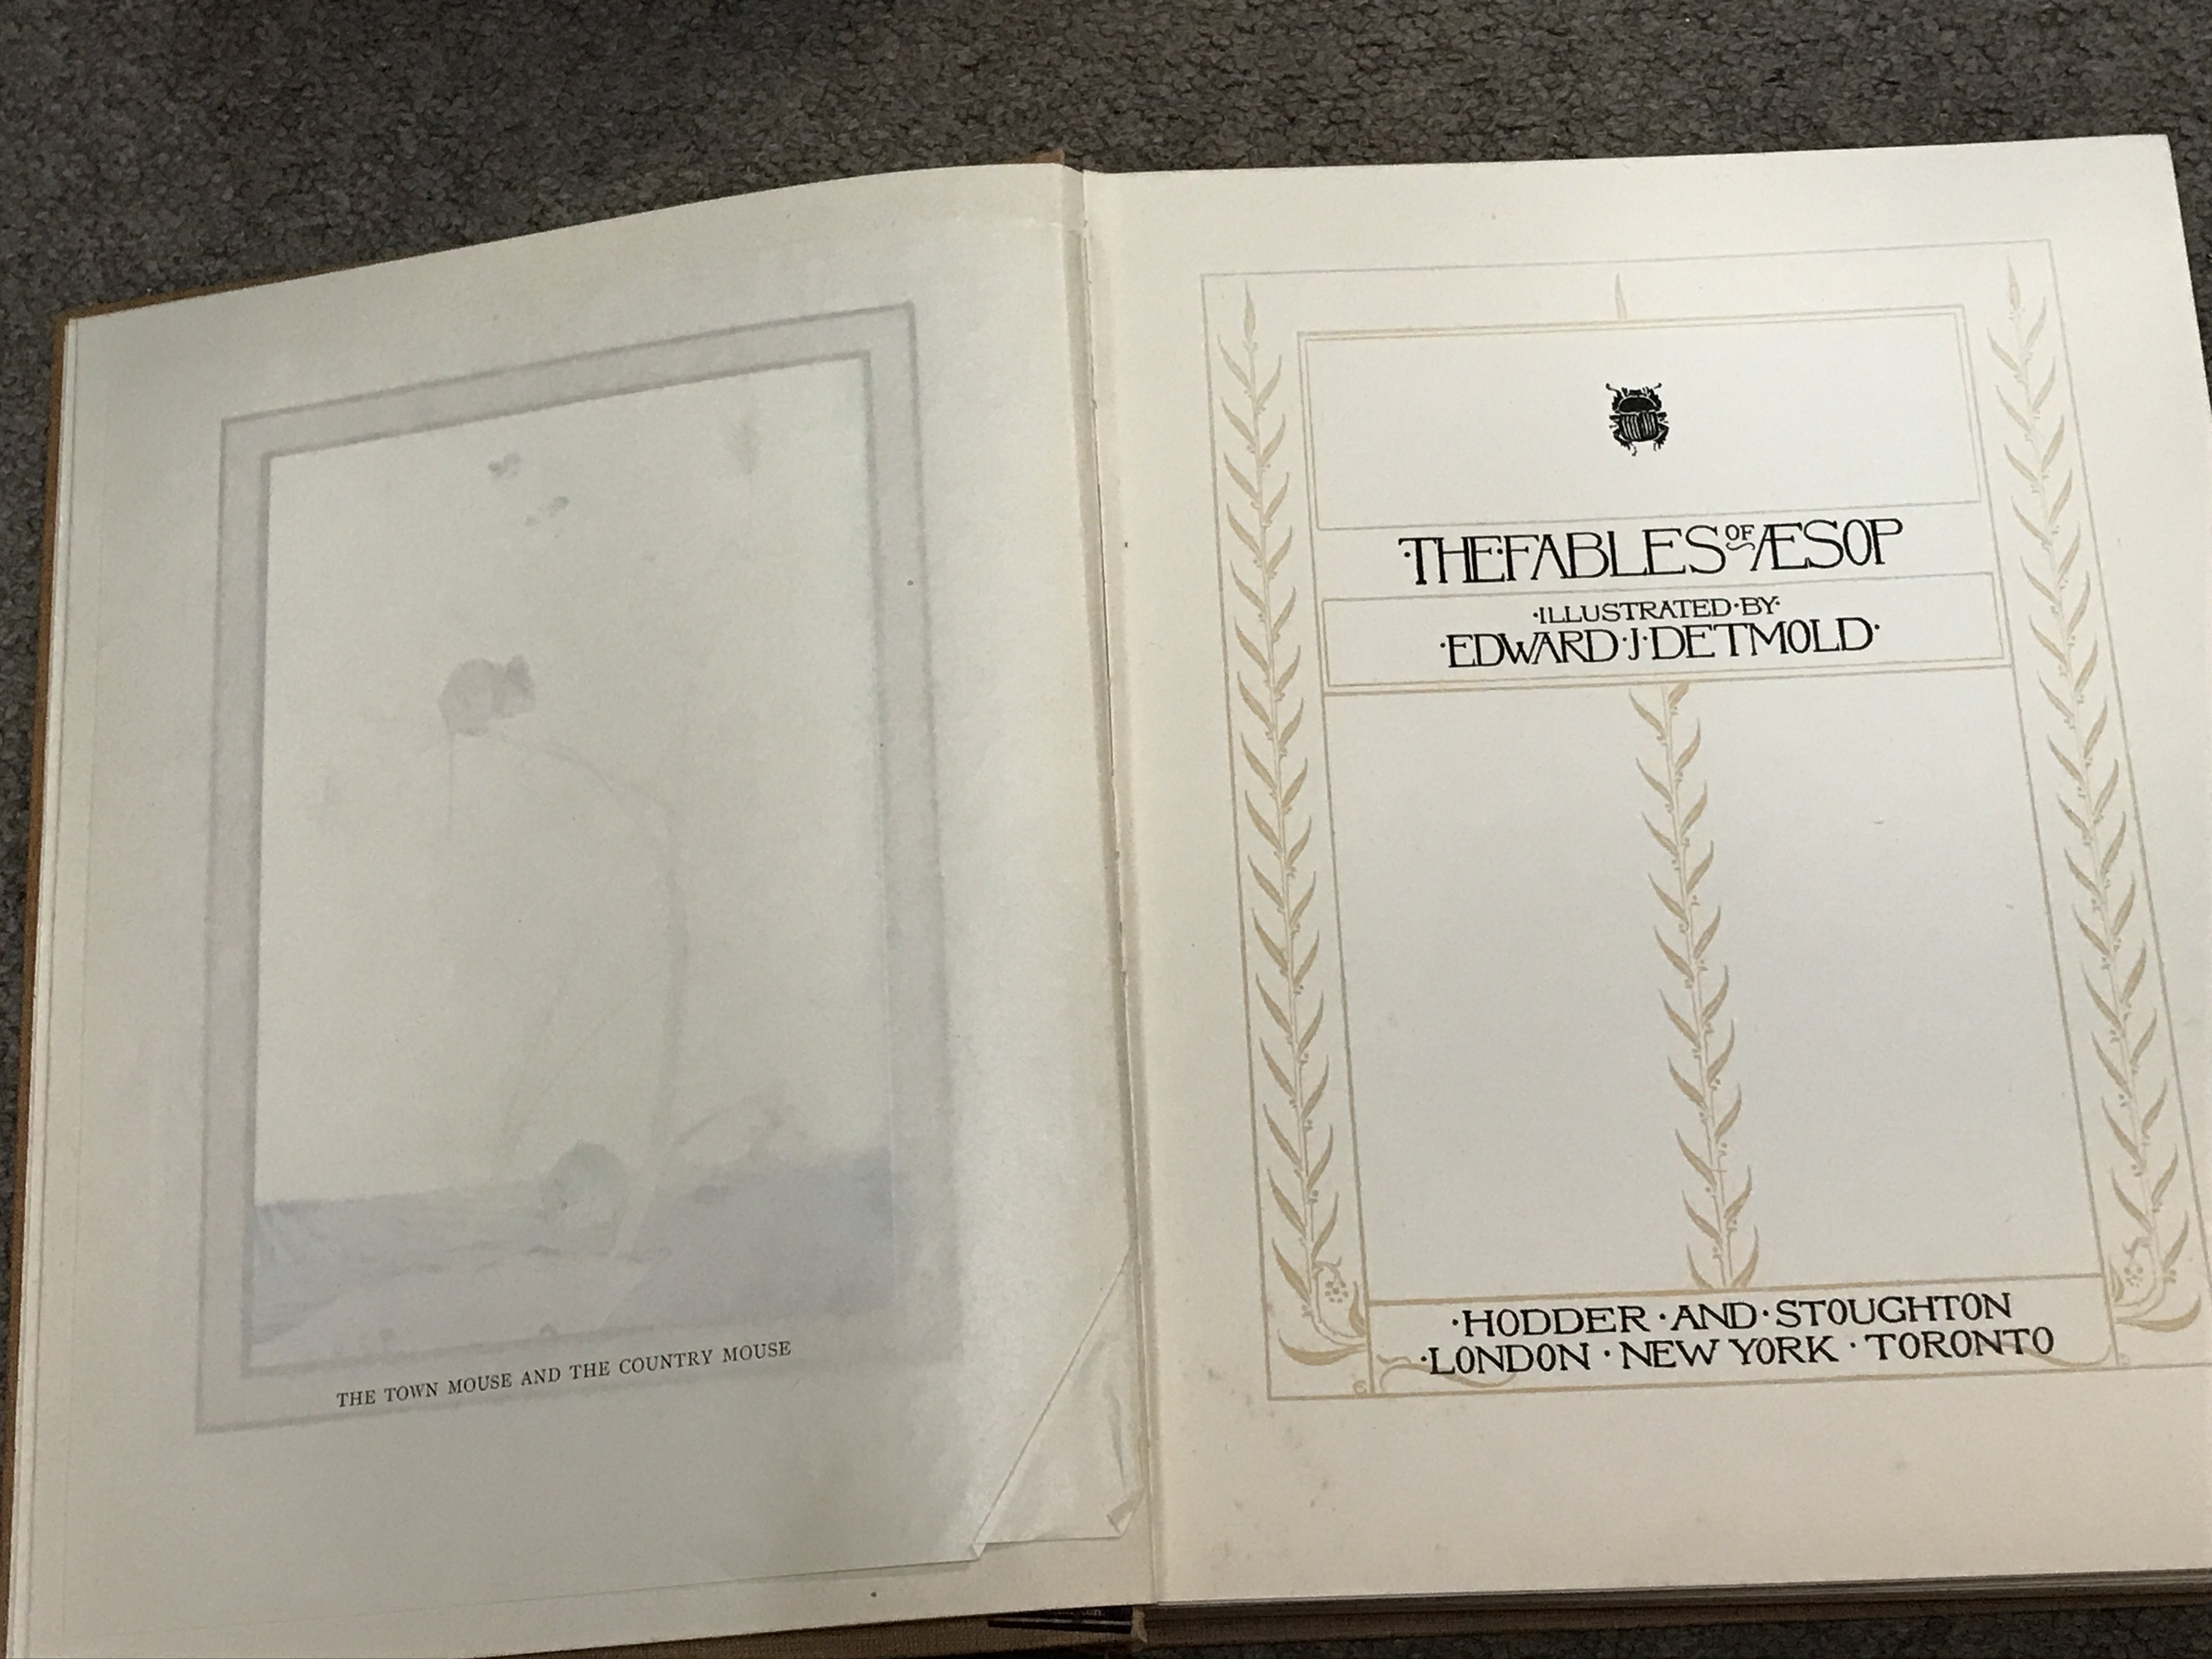 THE TOWN MOUSE AND THE COUNTRY MOUSE
·THE·FABLES OF ÆSOP
·ILLUSTRATED·BY·
·EDWARD·J·DETMOLD·
·HODDER·AND·STOUGHTON
·LONDON·NEW YORK·TORONTO